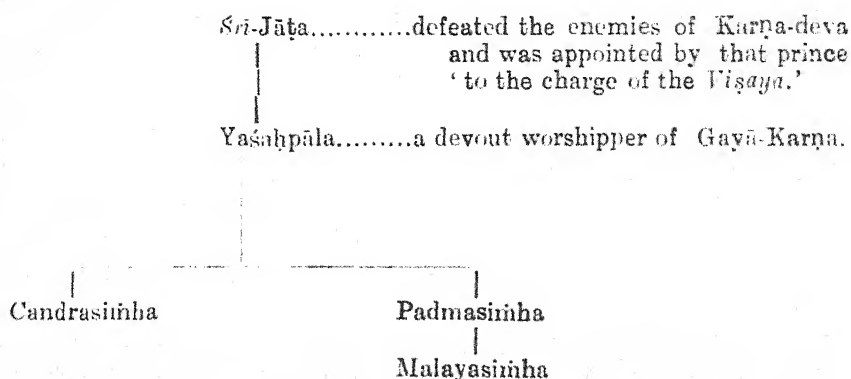 Śri-Jāṭa............defeated the enemies of Karṇa-deva
and was appointed by that prince
‘ to the charge of the Viṣaya.’
Yaśaḥpāla.........a devout worshipper of Gayā-Karṇa.
Candrasiṁha Padmasiṁha
Malayasiṁha